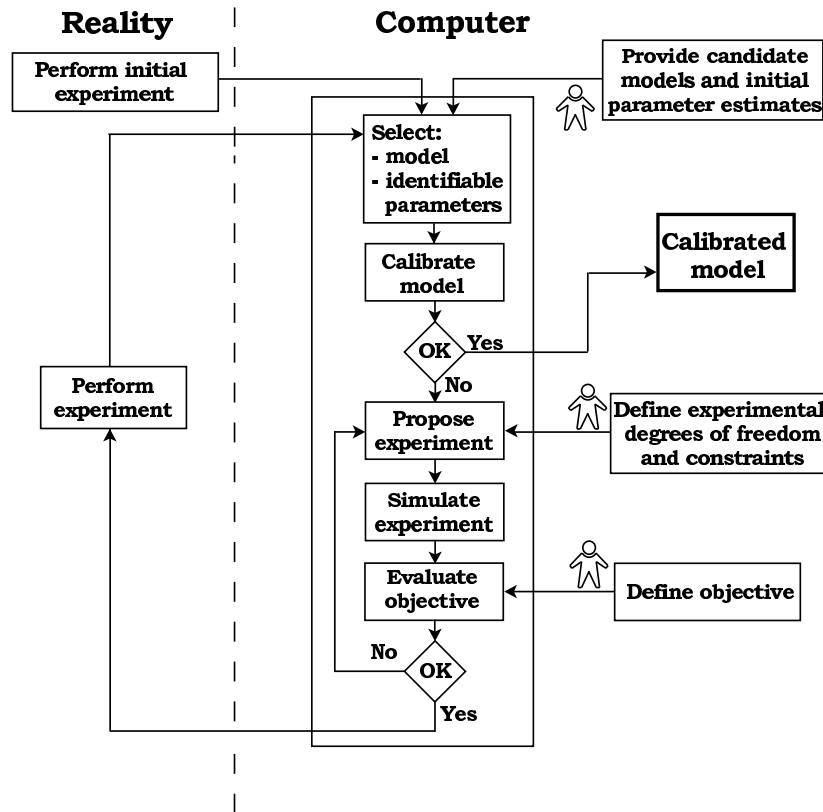 Reality
Computer
Perform initial
experiment
Provide candidate
models and initial
parameter estimates
Select:
- model
- identifiable
parameters
Calibrate
model
Calibrated
model
OK
Yes
No
Perform
experiment
Propose
experiment
Define experimental
degrees of freedom
and constraints
Simulate
experiment
Evaluate
objective
Define objective
No
OK
Yes